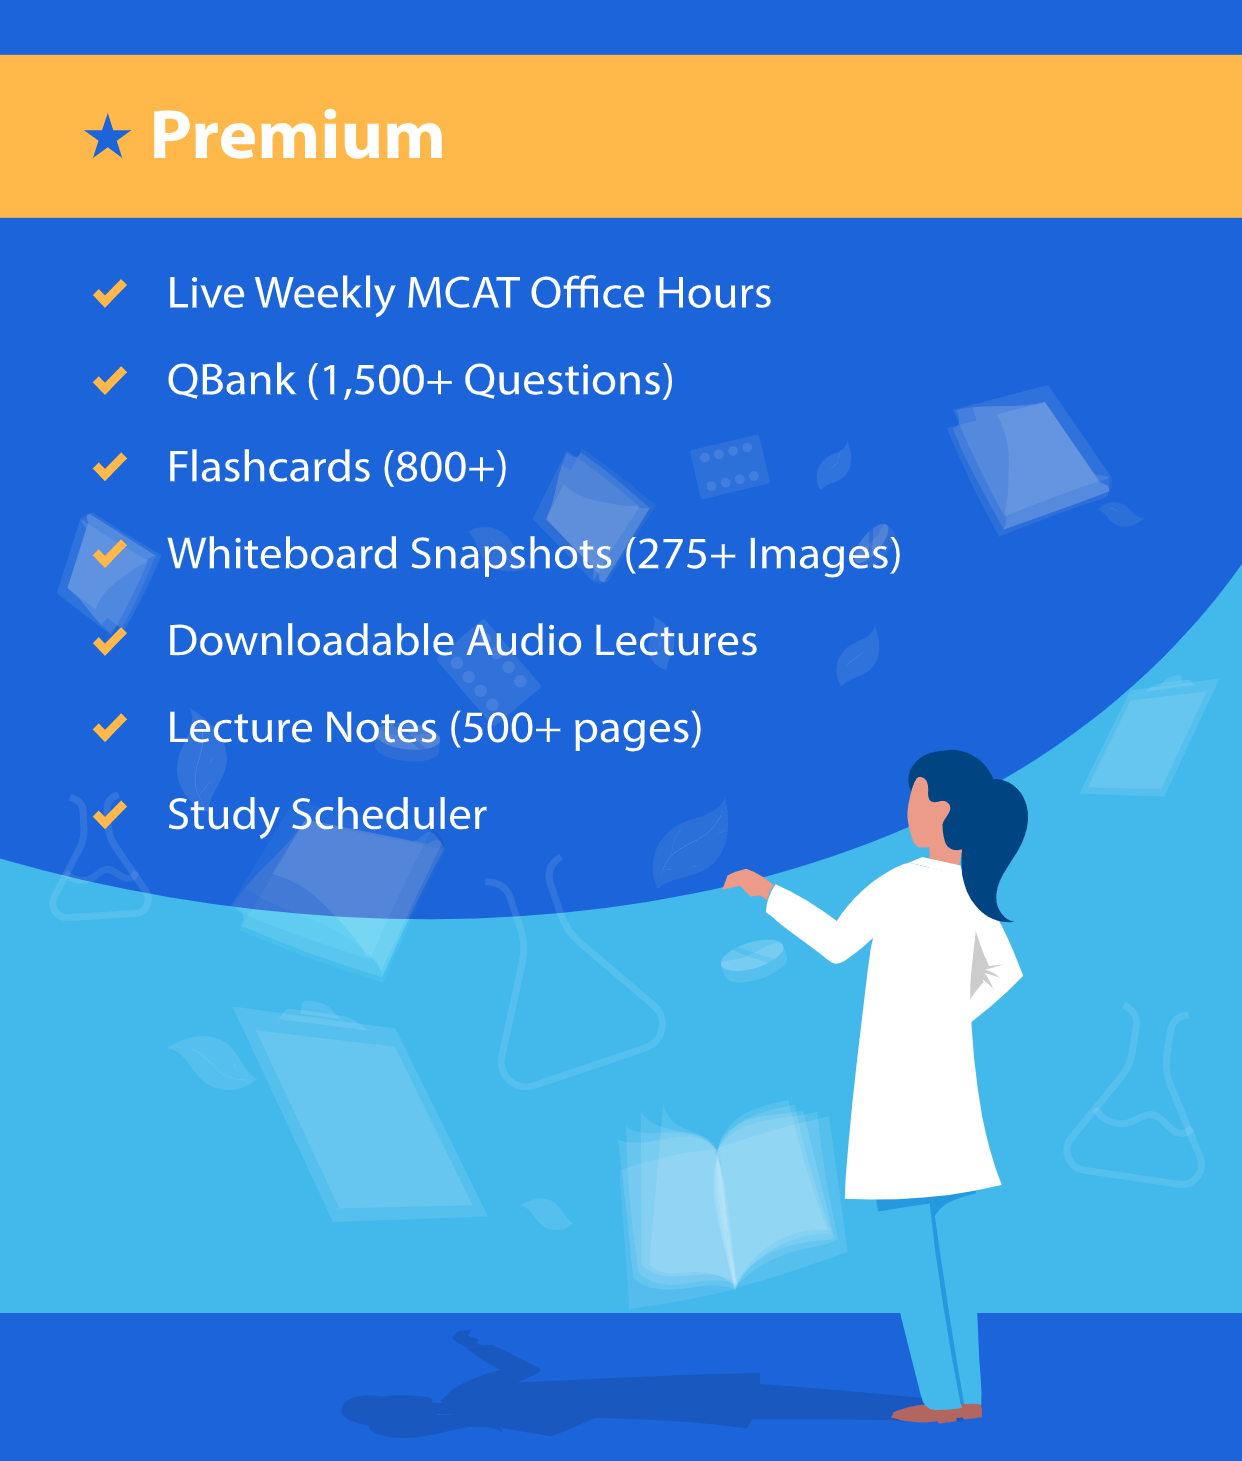 Premium
Live Weekly MCAT Office Hours
QBank (1,500+ Questions)
Flashcards (800+)
Whiteboard Snapshots (275+ Images)
Downloadable Audio Lectures
Lecture Notes (500+ pages)
Study Scheduler